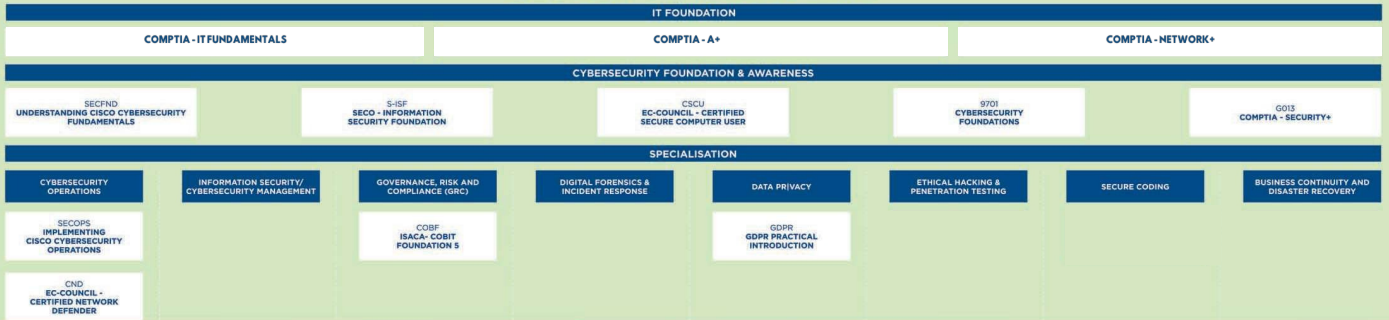 IT FOUNDATION
COMPTIA - IT FUNDAMENTALS
COMPTIA - A+
COMPTIA - NETWORK+
CYBERSECURITY FOUNDATION & AWARENESS
SECFND
UNDERSTANDING CISCO CYBERSECURITY
FUNDAMENTALS
S-ISF
SECO - INFORMATION
SECURITY FOUNDATION
CSCU
EC-COUNCIL - CERTIFIED
SECURE COMPUTER USER
9701
CYBERSECURITY
FOUNDATIONS
G013
COMPTIA - SECURITY+
SPECIALISATION
CYBERSECURITY
OPERATIONS
INFORMATION SECURITY/
CYBERSECURITY MANAGEMENT
GOVERNANCE, RISK AND
COMPLIANCE (GRC)
DIGITAL FORENSICS &
INCIDENT RESPONSE
DATA PRIVACY
ETHICAL HACKING &
PENETRATION TESTING
SECURE CODING
BUSINESS CONTINUITY AND
DISASTER RECOVERY
SECOPS
IMPLEMENTING
CISCO CYBERSECURITY
OPERATIONS
COBF
ISACA- COBIT
FOUNDATION 5
GDPR
GDPR PRACTICAL
INTRODUCTION
CND
EC-COUNCIL -
CERTIFIED NETWORK
DEFENDER